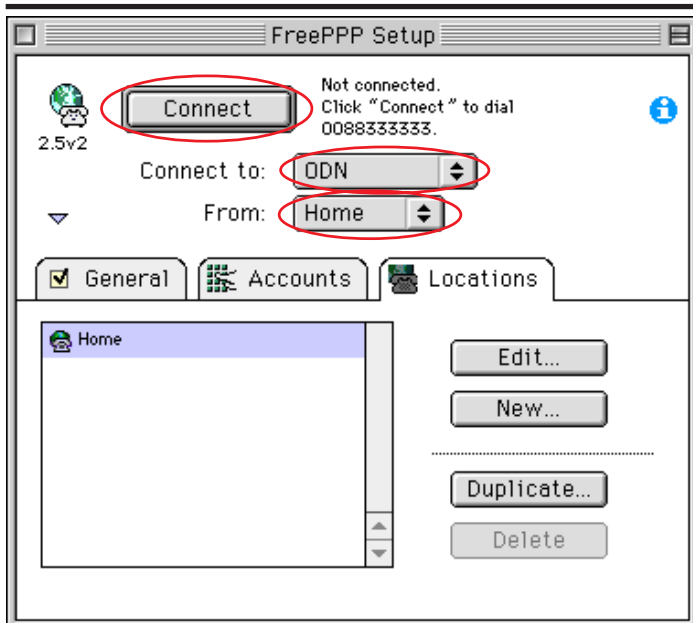 FreePPP Setup
Connect
Not connected.
Click “Connect” to dial
0088333333.
2.5v2
Connect to:
ODN
From:
Home
General
Accounts
Locations
Home
Edit...
New...
Duplicate...
Delete